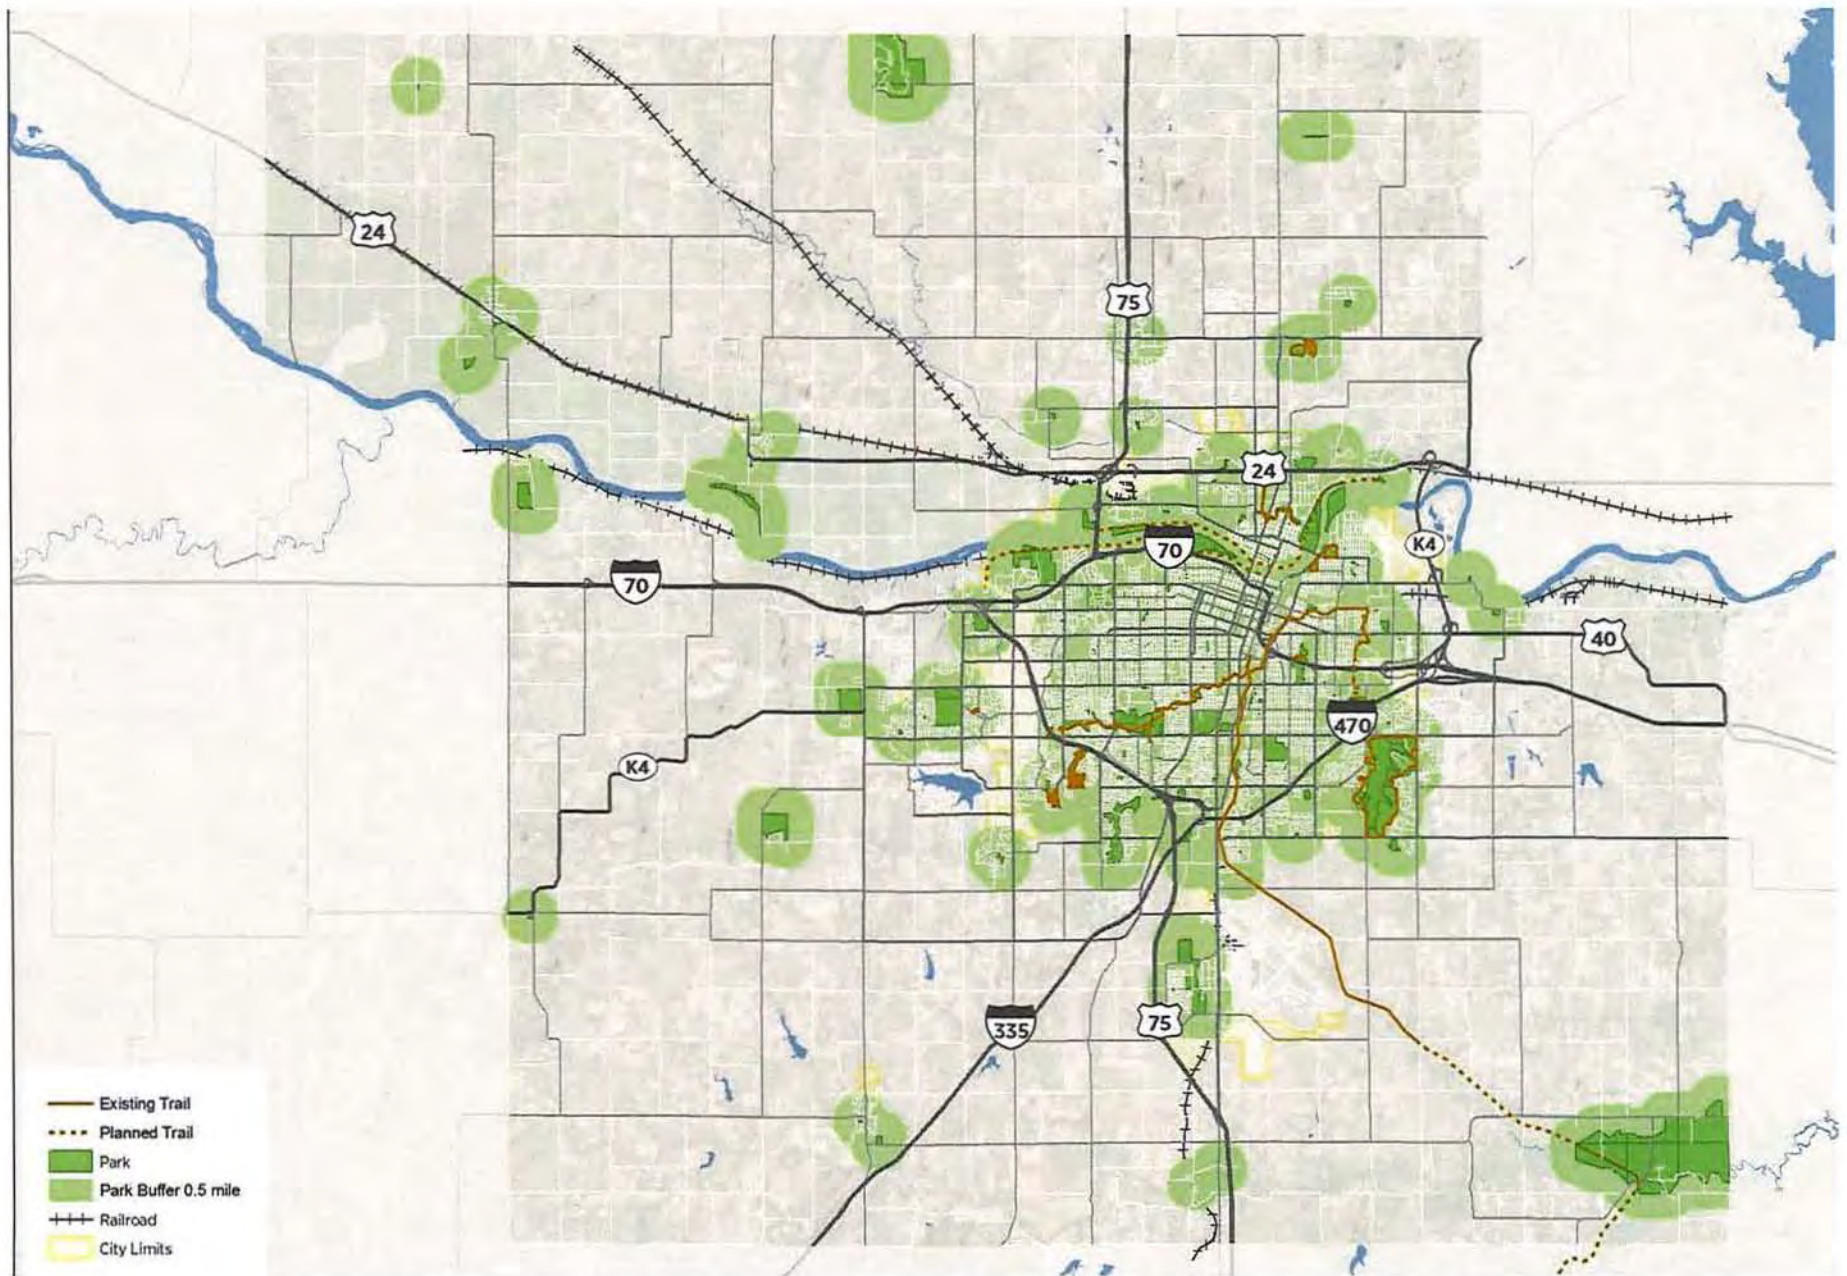 24
75
24
70
K4
70
40
470
K4
335
75
Existing Trail
Planned Trail
Park
Park Buffer 0.5 mile
Railroad
City Limits